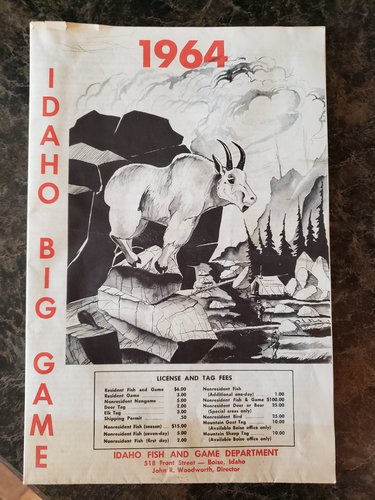 1964
IDAHO BIG GAME
LICENSE AND TAG FEES
Resident Fish and Game $6.00
Resident Game 3.00
Nonresident Nongame 5.00
Deer Tag 2.00
Elk Tag 3.00
Shipping Permit .50
Nonresident Fish (season) $15.00
Nonresident Fish (seven-day) 5.00
Nonresident Fish (first day) 2.00
Nonresident Fish
(Additional one-day) 1.00
Nonresident Fish & Game $100.00
Nonresident Deer or Bear 25.00
(Special areas only)
Nonresident Bird 25.00
Mountain Goat Tag 10.00
(Available Boise office only)
Mountain Sheep Tag 10.00
(Available Boise office only)
IDAHO FISH AND GAME DEPARTMENT
518 Front Street — Boise, Idaho
John R. Woodworth, Director